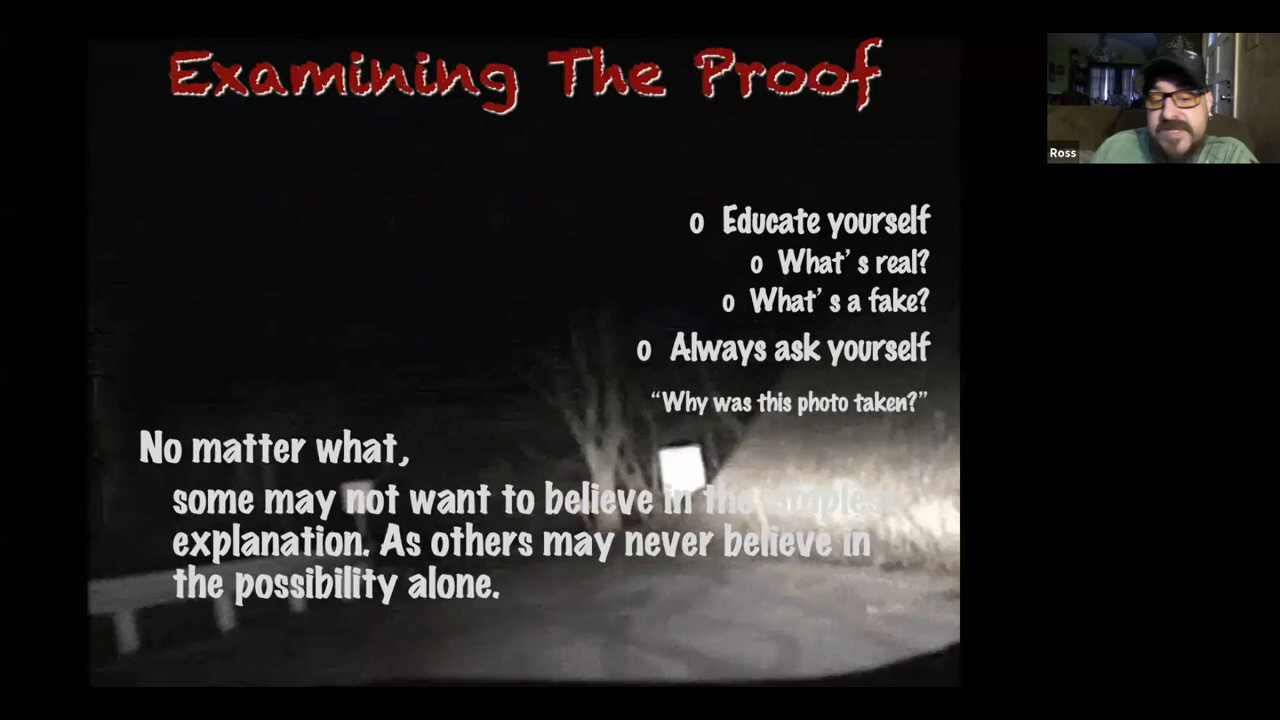 Examining The Proof
Ross
o Educate yourself
o What's real?
o What's a fake?
o Always ask yourself
"Why was this photo taken?"
No matter what,
some may not want to believe in the simplest
explanation. As others may never believe in
the possibility alone.